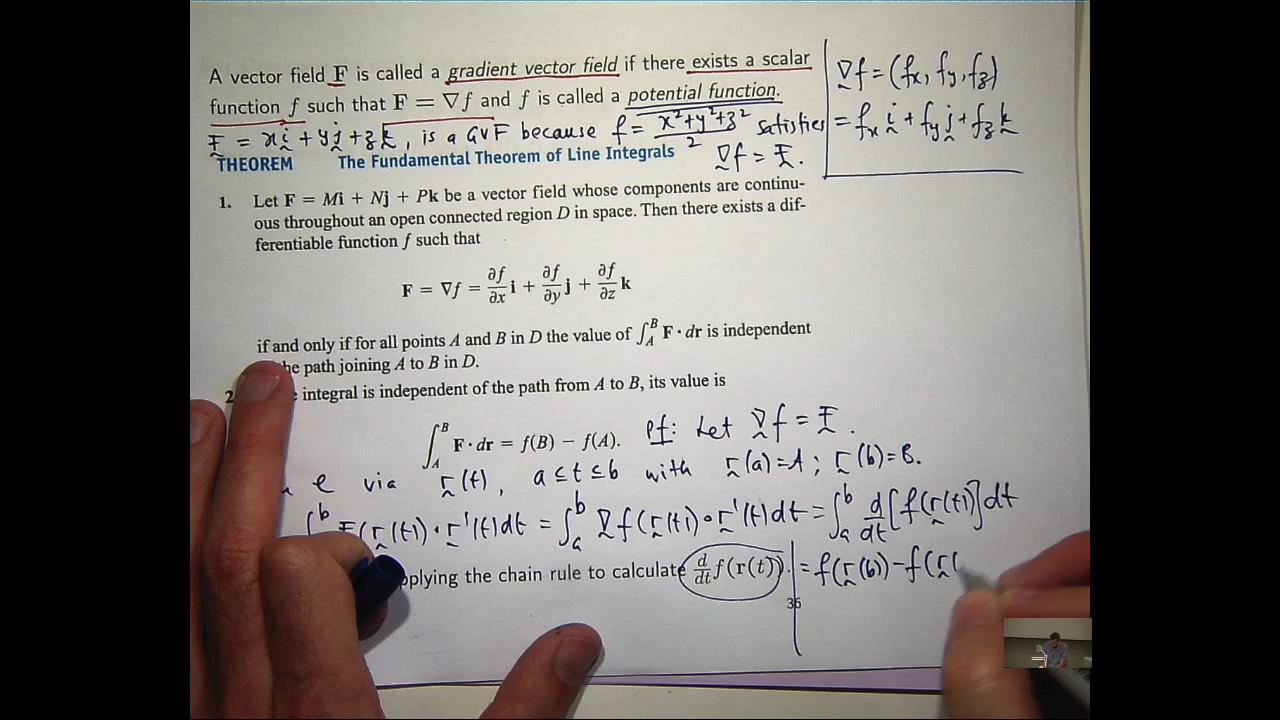 A vector field F is called a gradient vector field if there exists a scalar
function f such that F = ∇f and f is called a potential function.
F = xi + yj + zk, is a GVF because f = (x²+y²+z²)/2 satisfies
∇f = F.
∇f = (fx, fy, fz)
= fx i + fy j + fz k
THEOREM The Fundamental Theorem of Line Integrals
1. Let F = Mi + Nj + Pk be a vector field whose components are continu-
ous throughout an open connected region D in space. Then there exists a dif-
ferentiable function f such that
F = ∇f = ∂f/∂x i + ∂f/∂y j + ∂f/∂z k
if and only if for all points A and B in D the value of ∫_A^B F · dr is independent
he path joining A to B in D.
2 integral is independent of the path from A to B, its value is
∫_A^B F · dr = f(B) − f(A). Pf: Let ∇f = F.
C via r(t), a ≤ t ≤ b with r(a)=A; r(b)=B.
∫_a^b F(r(t)) · r'(t)dt = ∫_a^b ∇f(r(t)) · r'(t)dt = ∫_a^b d/dt [f(r(t)]dt
pplying the chain rule to calculate d/dt f(r(t)). = f(r(b)) − f(r(
36